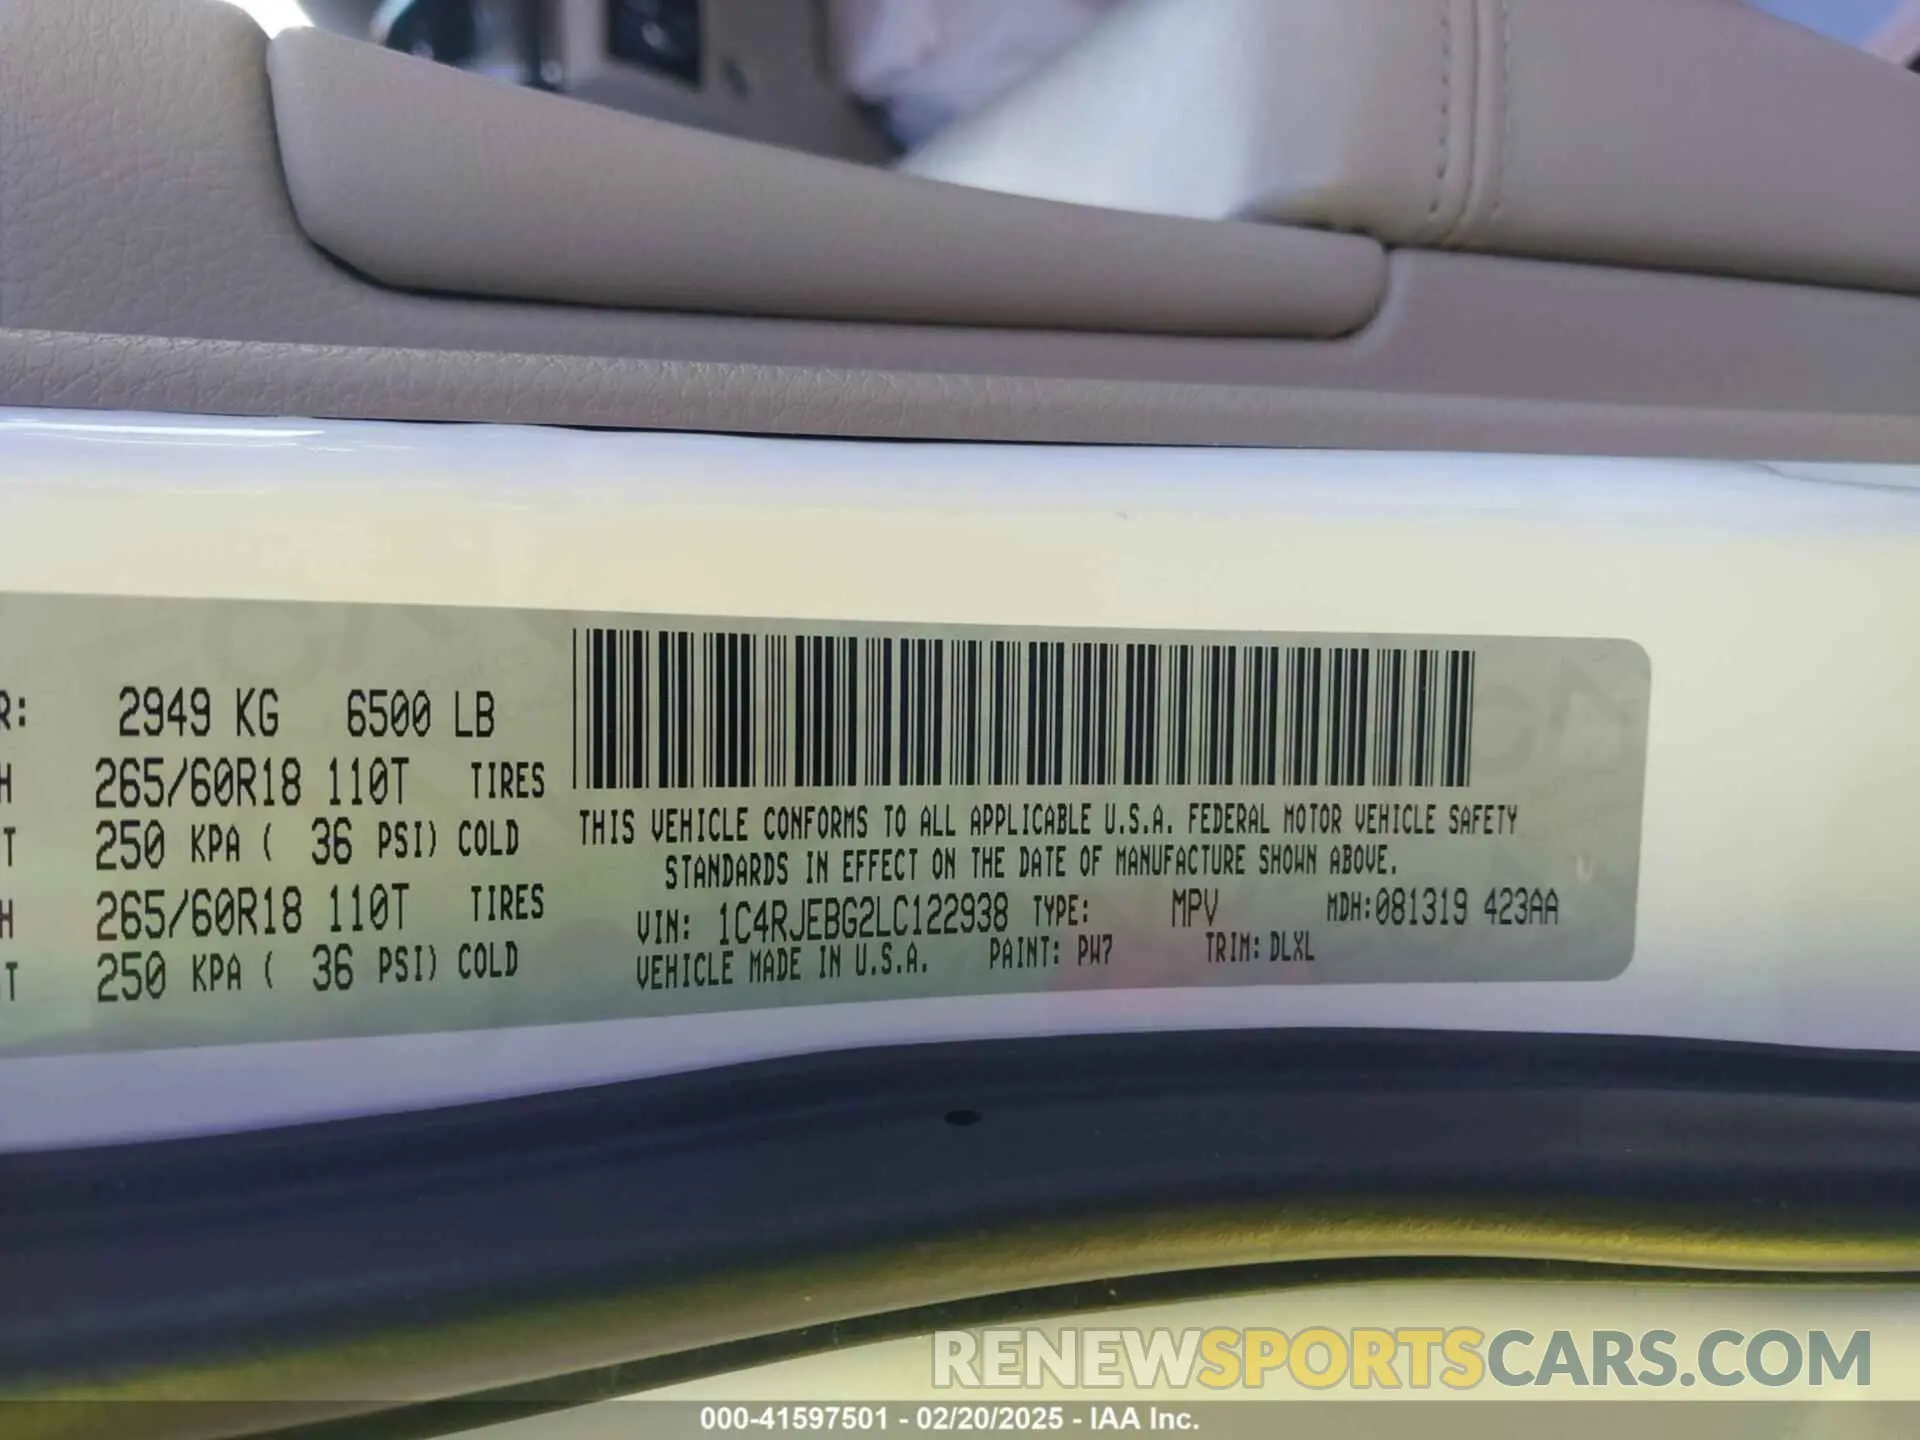 R: 2949 KG 6500 LB
H 265/60R18 110T TIRES
T 250 KPA ( 36 PSI) COLD
H 265/60R18 110T TIRES
T 250 KPA ( 36 PSI) COLD
THIS VEHICLE CONFORMS TO ALL APPLICABLE U.S.A. FEDERAL MOTOR VEHICLE SAFETY
STANDARDS IN EFFECT ON THE DATE OF MANUFACTURE SHOWN ABOVE.
VIN: 1C4RJEBG2LC122938 TYPE: MPV MDH:081319 423AA
VEHICLE MADE IN U.S.A. PAINT: PW7 TRIM: DLXL
RENEWSPORTSCARS.COM
000-41597501 - 02/20/2025 - IAA Inc.